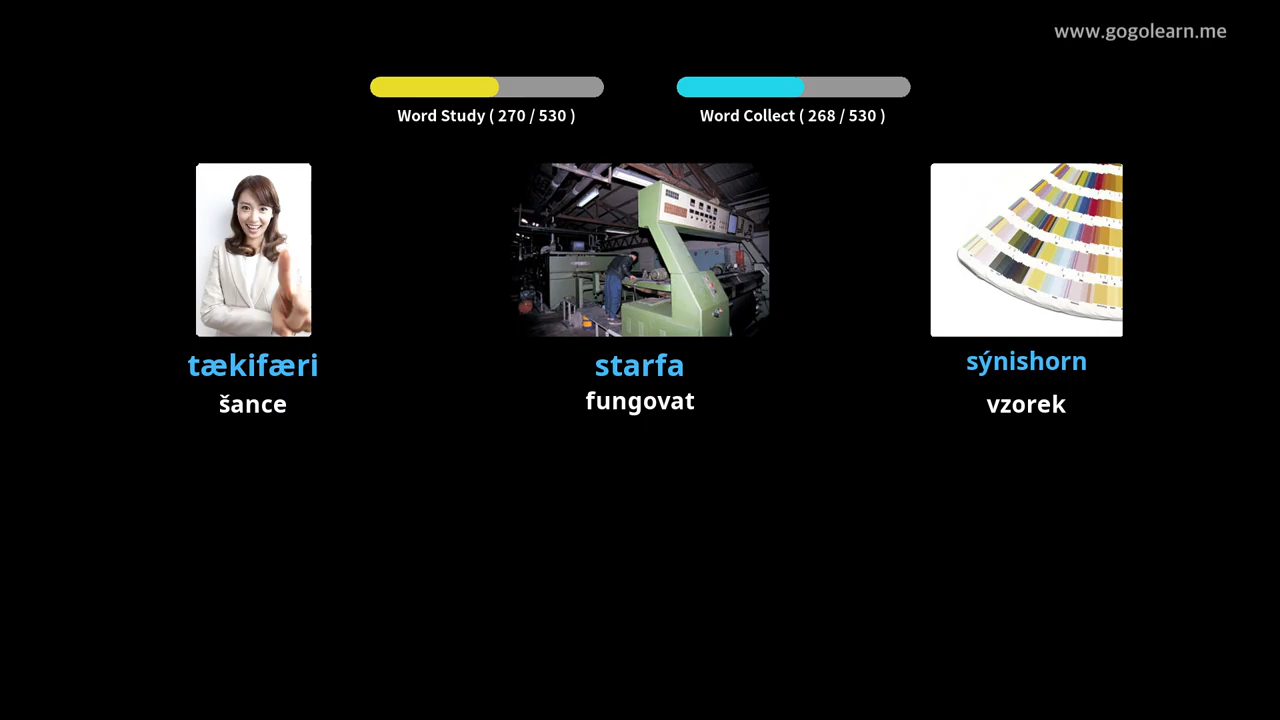 www.gogolearn.me
Word Study ( 270 / 530 )
Word Collect ( 268 / 530 )
tækifæri
starfa
sýnishorn
šance
fungovat
vzorek